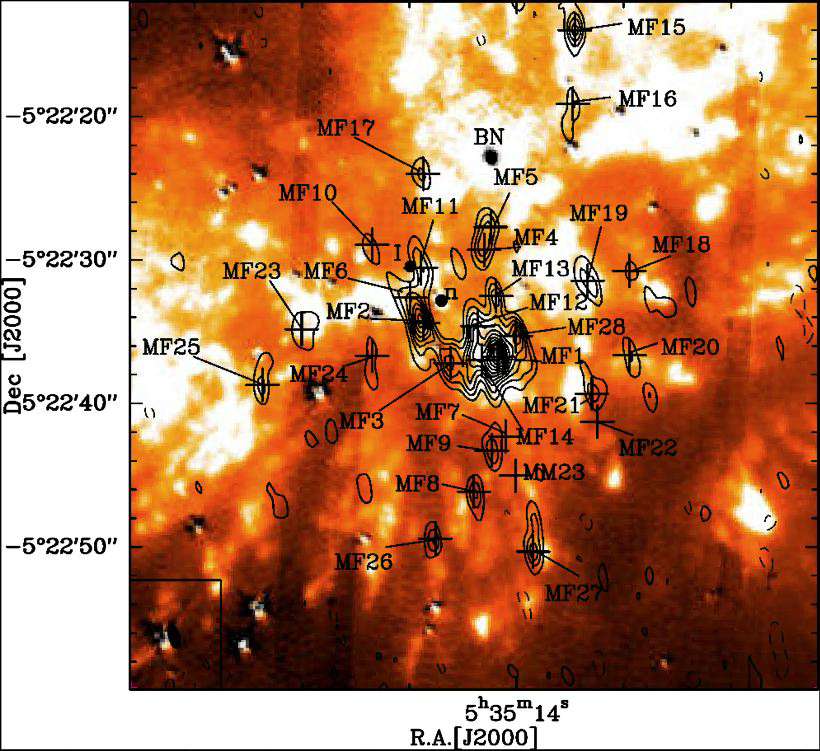 MF15
−5°22′20″
MF16
MF17
BN
MF5
MF10
MF11
MF19
MF4
−5°22′30″
I
MF18
MF23
MF6
n
MF13
MF2
MF12
MF28
MF25
MF24
MF1
MF20
Dec [J2000]
−5°22′40″
MF3
MF7
MF21
MF9
MF14
MF22
MF8
MM23
−5°22′50″
MF26
MF27
5ʰ35ᵐ14ˢ
R.A.[J2000]